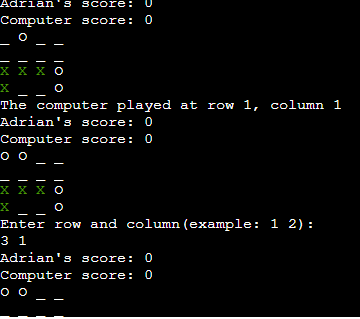 Adrian's score: 0
Computer score: 0
_ O _ _
_ _ _ _
X X X O
X _ _ O
The computer played at row 1, column 1
Adrian's score: 0
Computer score: 0
O O _ _
_ _ _ _
X X X O
X _ _ O
Enter row and column(example: 1 2):
3 1
Adrian's score: 0
Computer score: 0
O O _ _
_ _ _ _